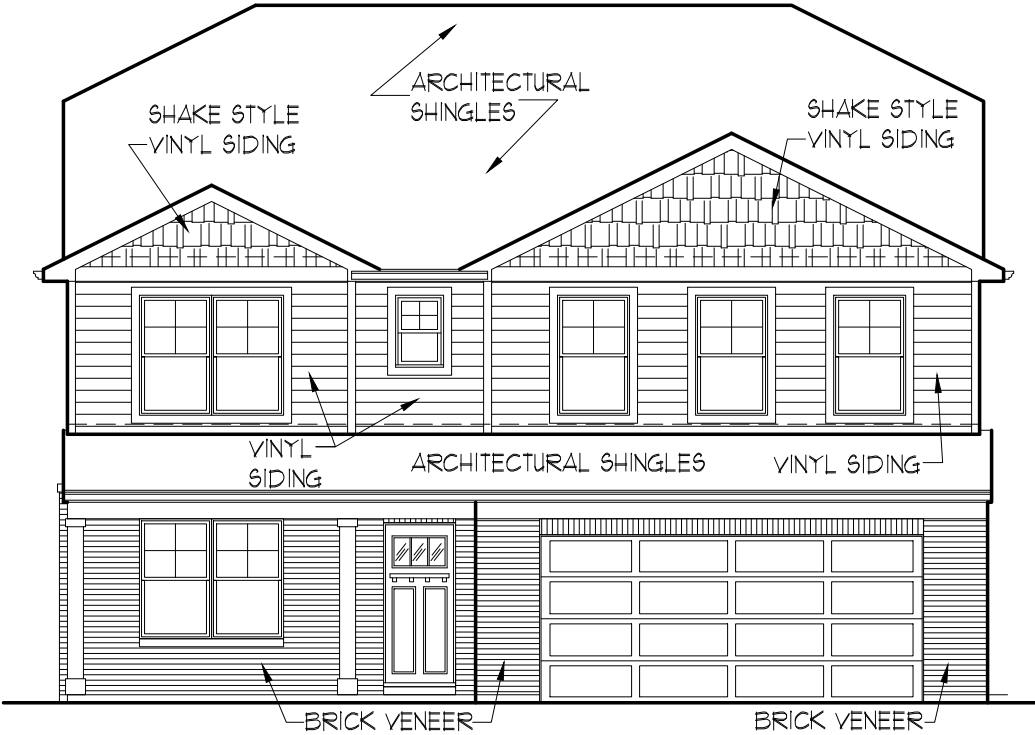 ARCHITECTURAL
SHINGLES
SHAKE STYLE
VINYL SIDING
SHAKE STYLE
VINYL SIDING
VINYL
SIDING
ARCHITECTURAL SHINGLES
VINYL SIDING
BRICK VENEER
BRICK VENEER